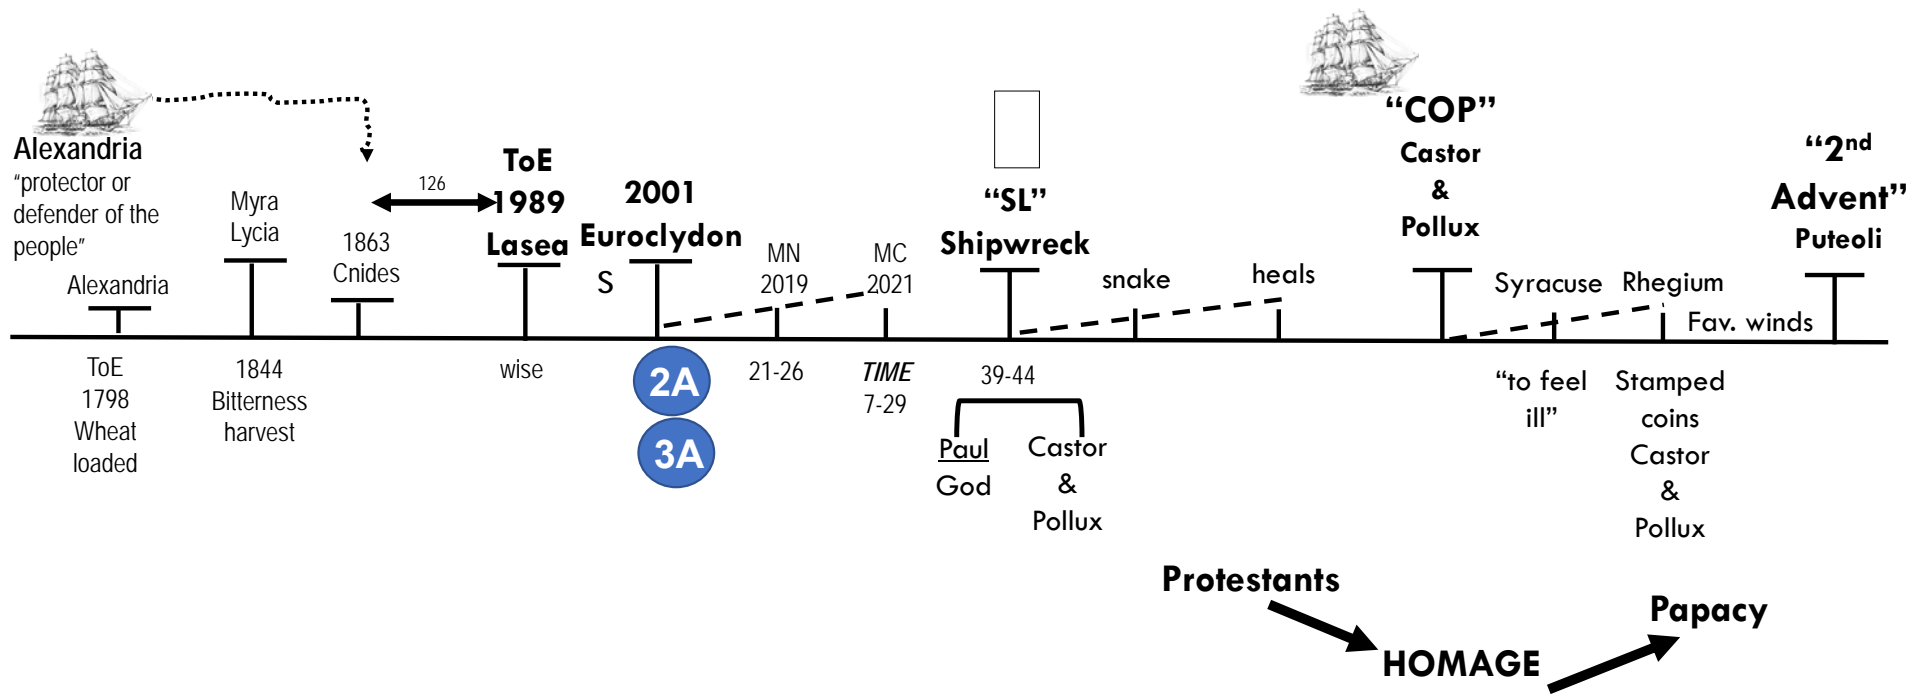 Alexandria
"protector or
defender of the
people"
Alexandria
ToE
1798
Wheat
loaded
Myra
Lycia
1844
Bitterness
harvest
1863
Cnides
126
ToE
1989
Lasea
wise
2001
Euroclydon
S
2A
3A
MN
2019
21-26
MC
2021
TIME
7-29
“SL”
Shipwreck
39-44
Paul
God
Castor
&
Pollux
snake
heals
“COP”
Castor
&
Pollux
Syracuse
“to feel
ill”
Rhegium
Stamped
coins
Castor
&
Pollux
Fav. winds
“2nd
Advent”
Puteoli
Protestants
HOMAGE
Papacy